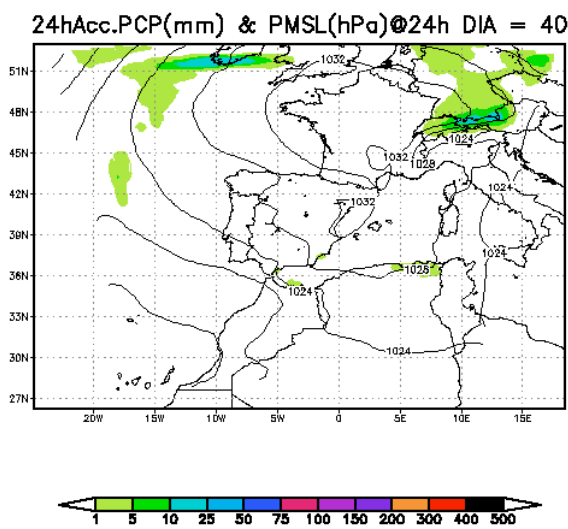 24hAcc.PCP(mm) & PMSL(hPa)@24h DIA = 40
51N
48N
45N
42N
39N
36N
33N
30N
27N
1032
1024
1032
1028
1024
1032
1024
1028
1024
1024
20W 15W 10W 5W 0 5E 10E 15E
1 5 10 25 50 75 100 150 200 300 400 500